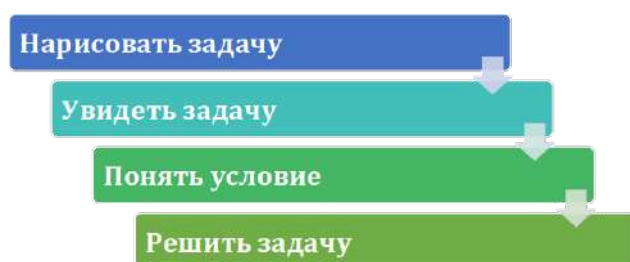 Нарисовать задачу
Увидеть задачу
Понять условие
Решить задачу